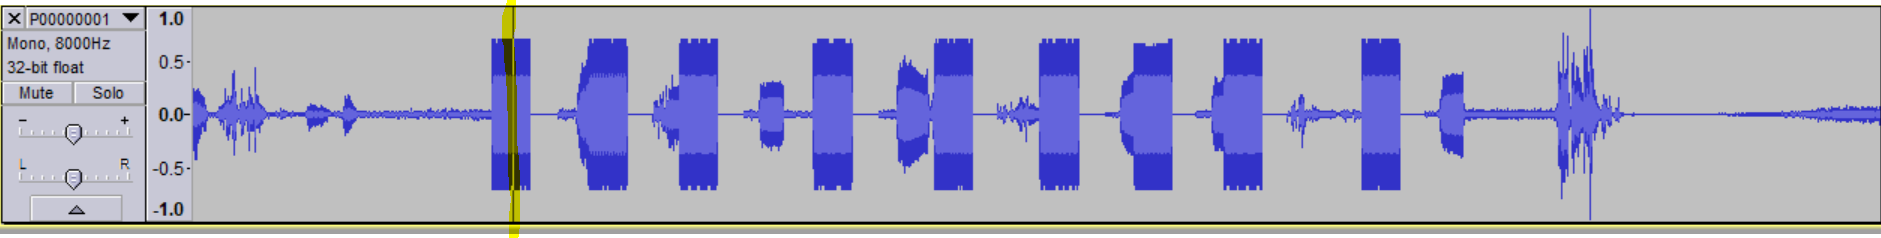 X P00000001 ▼
Mono, 8000Hz
32-bit float
Mute Solo
- +
L R
1.0
0.5-
0.0-
-0.5-
-1.0